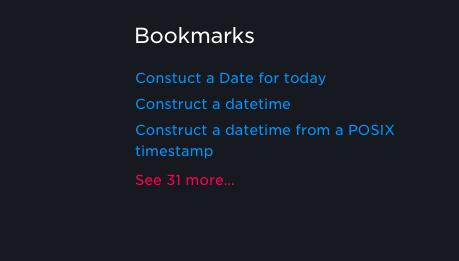 Bookmarks
Constuct a Date for today
Construct a datetime
Construct a datetime from a POSIX
timestamp
See 31 more...